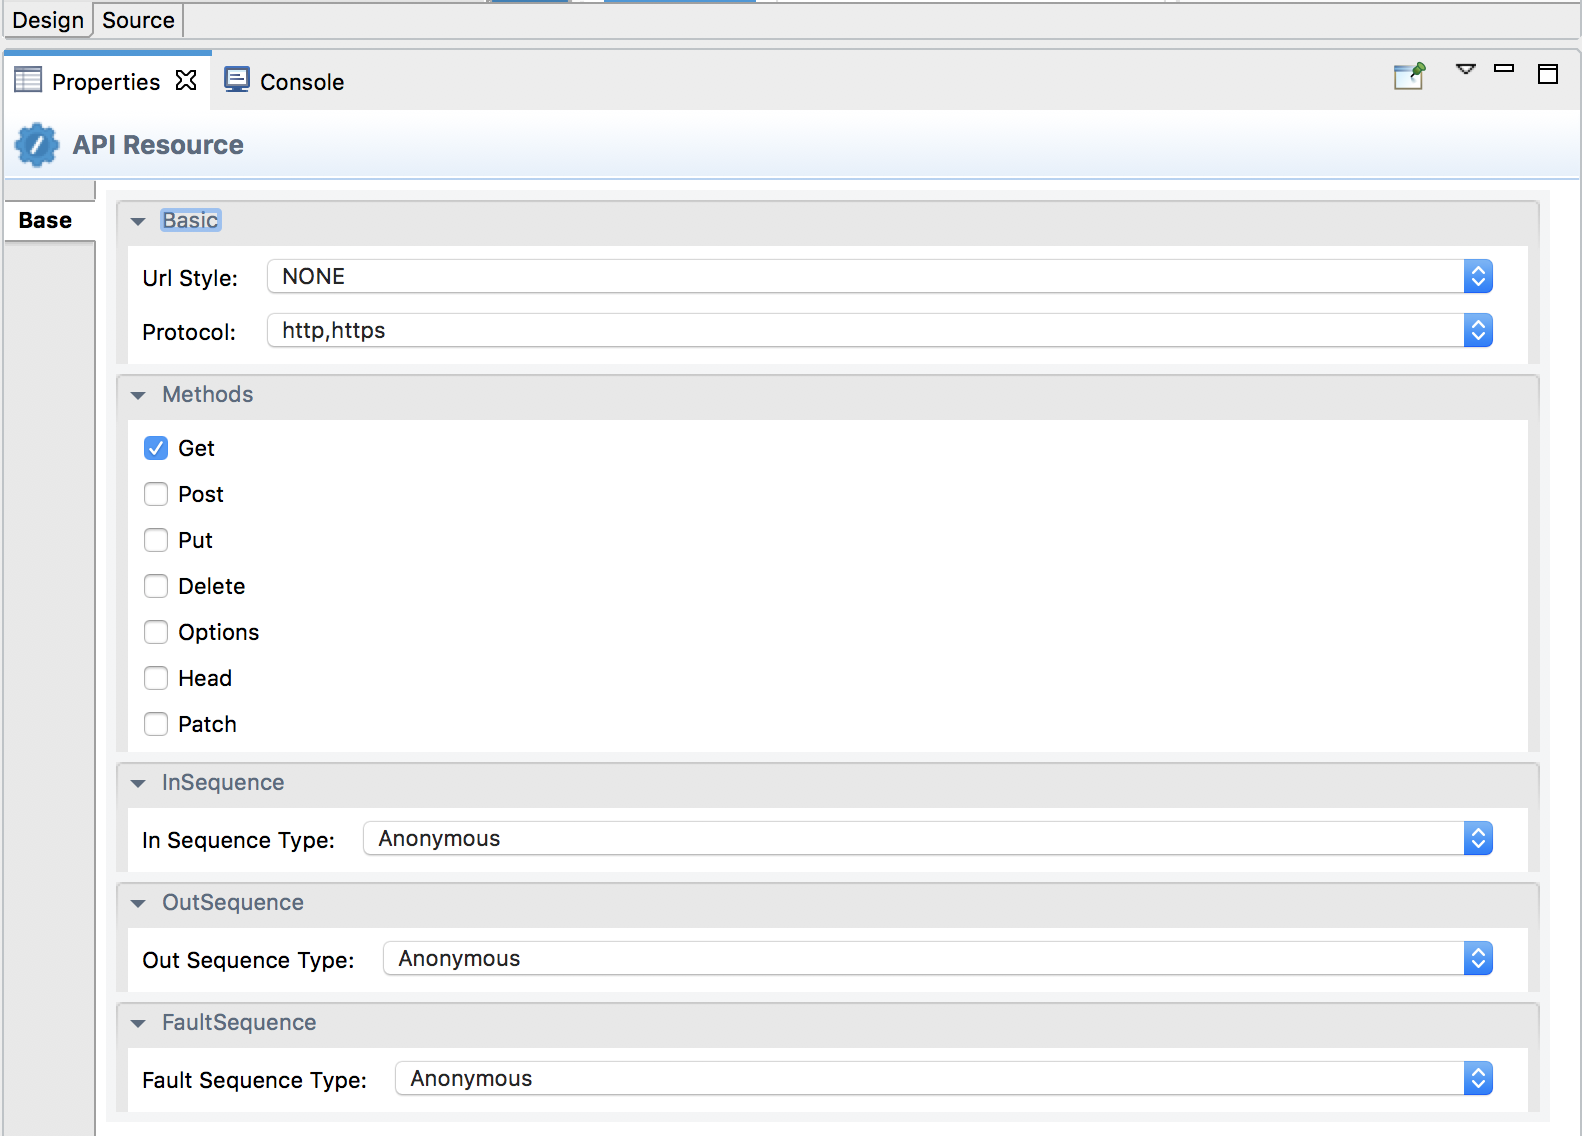 Design Source
Properties Console
API Resource
Base
Basic
Url Style: NONE
Protocol: http,https
Methods
Get
Post
Put
Delete
Options
Head
Patch
InSequence
In Sequence Type: Anonymous
OutSequence
Out Sequence Type: Anonymous
FaultSequence
Fault Sequence Type: Anonymous